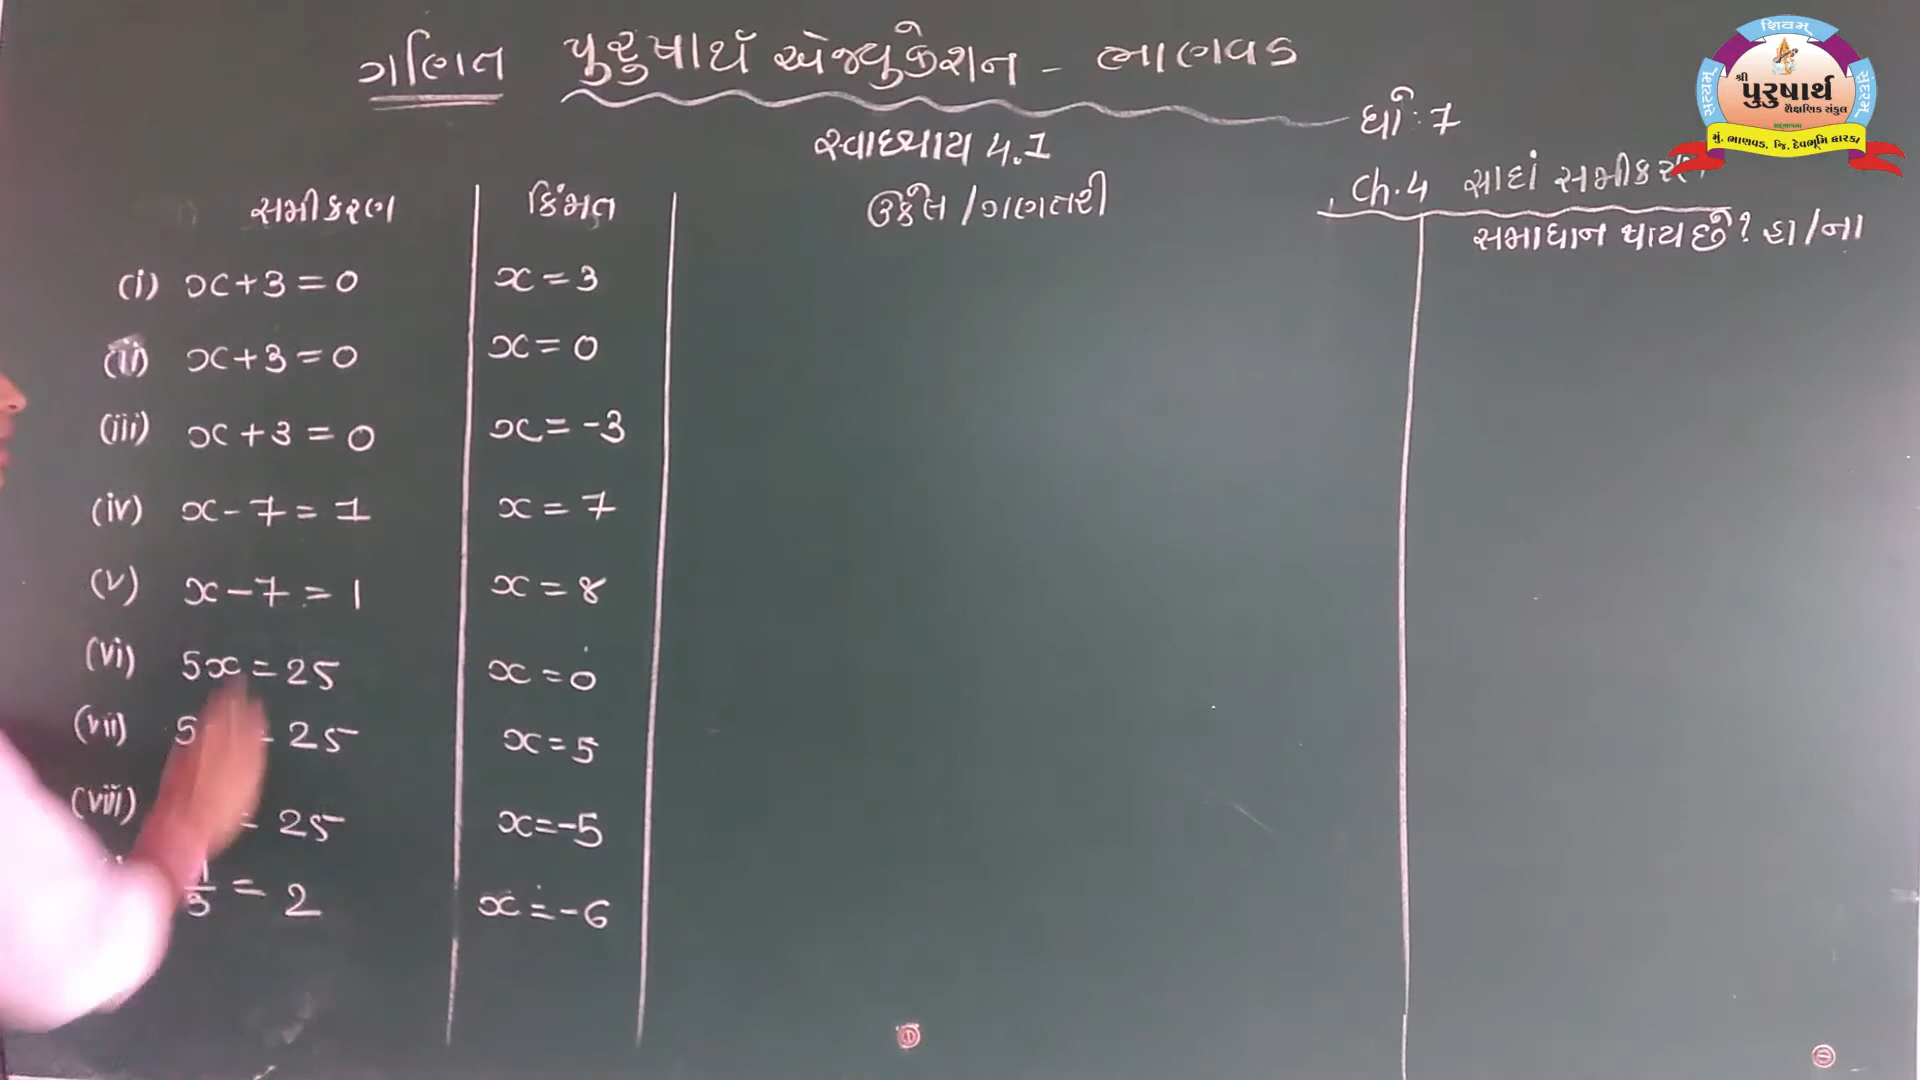 ગણિત પુરુષાર્થ એજ્યુકેશન - ભાણવડ
ધો: 7
સ્વાધ્યાય 4.1
Ch. 4 સાદાં સમીકરણ
સમીકરણ કિંમત ઉકેલ / ગણતરી સમાધાન થાય છે? હા/ના
(i) x+3=0 x=3
(ii) x+3=0 x=0
(iii) x+3=0 x=-3
(iv) x-7=1 x=7
(v) x-7=1 x=8
(vi) 5x=25 x=0
(vii) 5 = 25 x=5
(viii) = 25 x=-5
= 2 x=-6
શિવમ્
સત્યમ્
સુંદરમ્
શ્રી
પુરુષાર્થ
શૈક્ષણિક સંકુલ
મું. ભાણવડ, જિ. દેવભૂમિ દ્વારકા